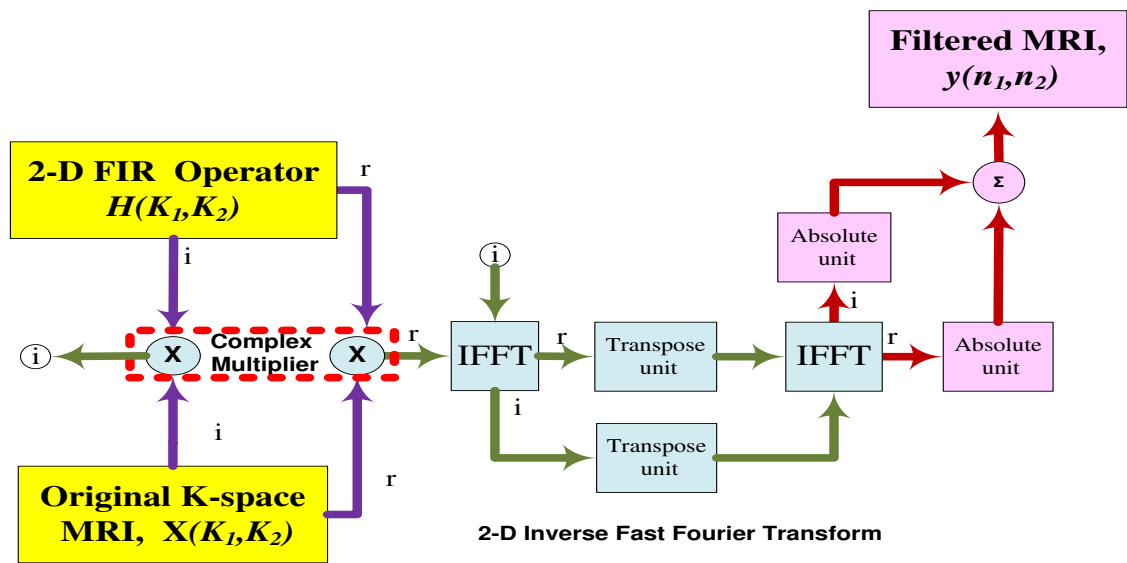 Filtered MRI,
y(n1,n2)
2-D FIR Operator
H(K1,K2)
r
i
Absolute
unit
Σ
i
i
X
Complex
Multiplier
X
r
IFFT
r
Transpose
unit
IFFT
i
r
Absolute
unit
i
i
r
Transpose
unit
Original K-space
MRI, X(K1,K2)
2-D Inverse Fast Fourier Transform